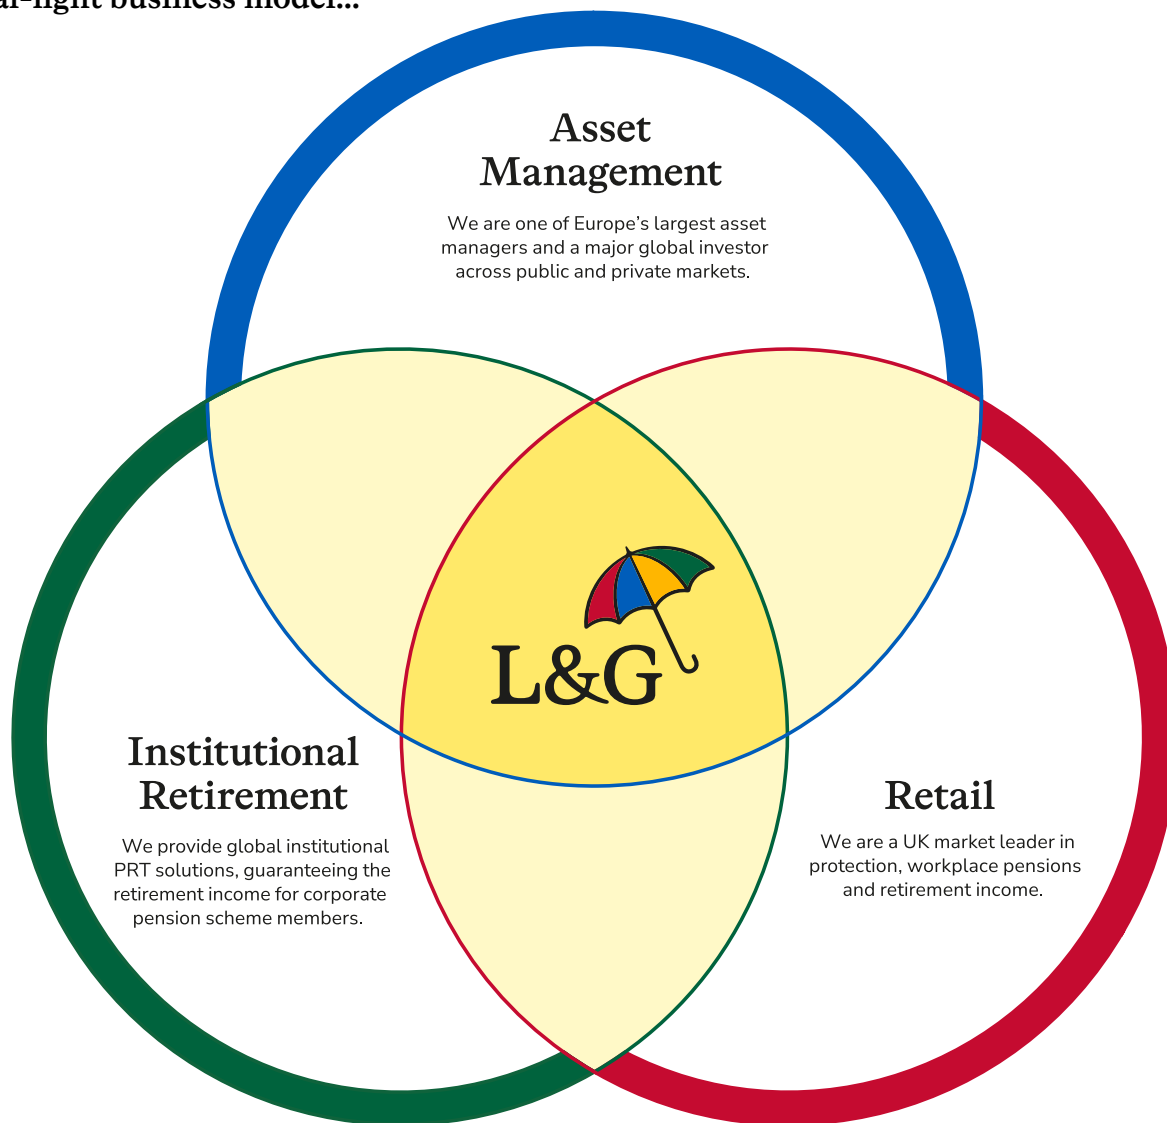 business model...
Asset
Management
We are one of Europe’s largest asset
managers and a major global investor
across public and private markets.
L&G
Institutional
Retirement
We provide global institutional
PRT solutions, guaranteeing the
retirement income for corporate
pension scheme members.
Retail
We are a UK market leader in
protection, workplace pensions
and retirement income.